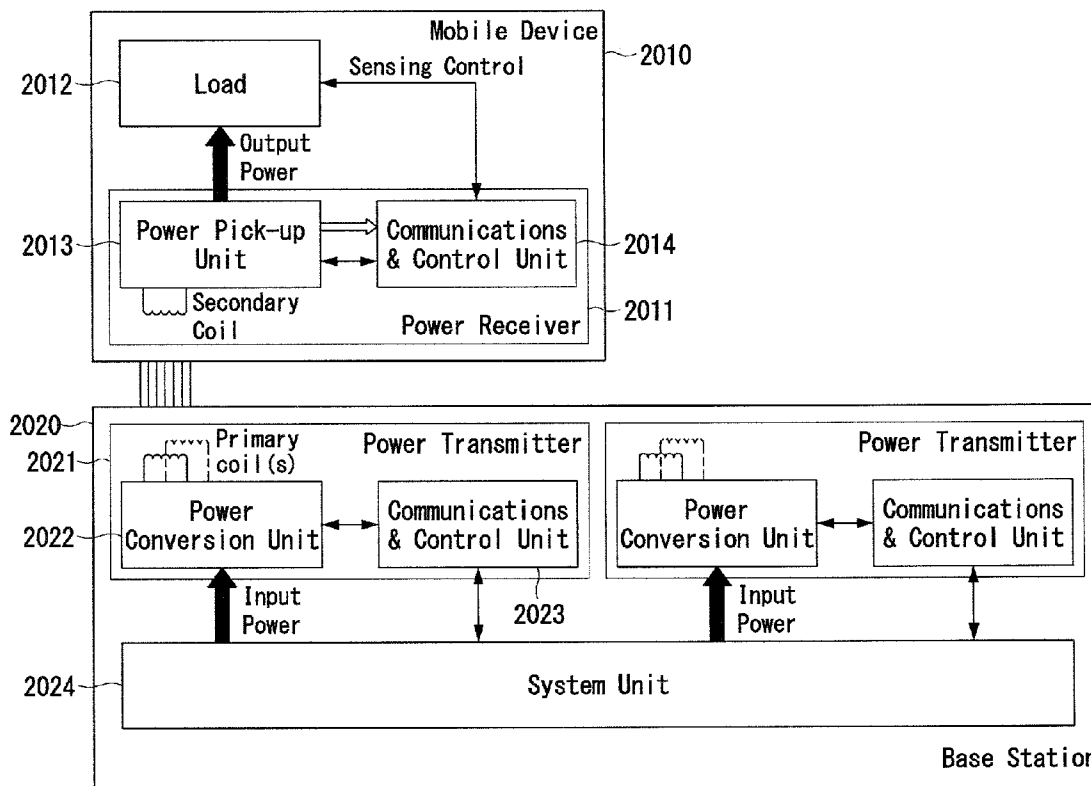 Mobile Device
2010
2012
Load
Sensing Control
Output
Power
2013
Power Pick-up
Unit
Communications
& Control Unit
2014
Secondary
Coil
Power Receiver
2011
2020
2021
Primary
coil(s)
Power Transmitter
2022
Power
Conversion Unit
Communications
& Control Unit
2023
Input
Power
Power Transmitter
Power
Conversion Unit
Communications
& Control Unit
Input
Power
2024
System Unit
Base Station